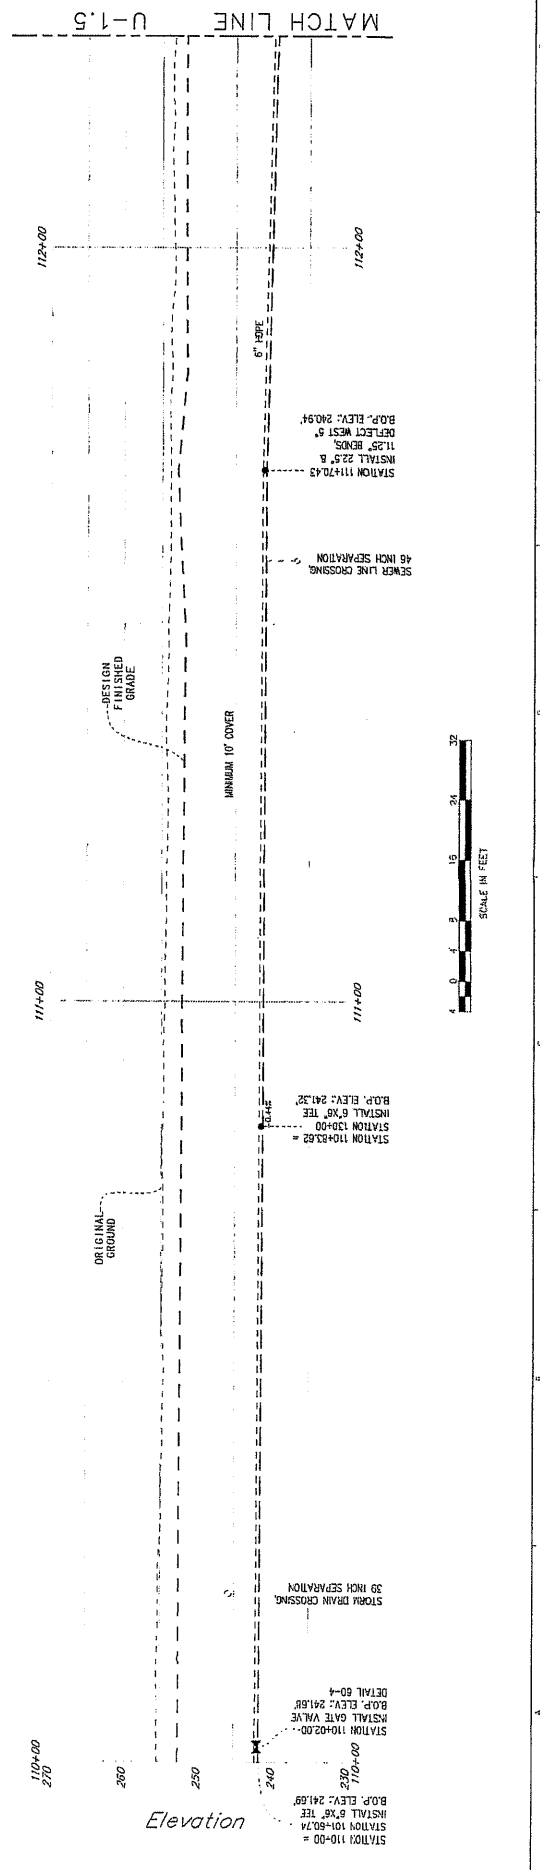 MATCH LINE U-1.5
112+00
112+00
6" HDPE
STATION 111+70.43
INSTALL 22.5° &
11.25° BENDS,
DEFLECT WEST 5°
B.O.P. ELEV: 240.94'
SEWER LINE CROSSING,
46 INCH SEPARATION
DESIGN
FINISHED
GRADE
MINIMUM 10' COVER
4 0 4 8 16 24 32
SCALE IN FEET
111+00
111+00
STATION 110+83.62 =
STATION 130+00
INSTALL 6"X6" TEE
B.O.P. ELEV: 241.32'
ORIGINAL
GROUND
STORM DRAIN CROSSING,
39 INCH SEPARATION
STATION 110+02.00
INSTALL GATE VALVE
B.O.P. ELEV: 241.68'
DETAIL 60-4
110+00
270
260
250
240
230
110+00
Elevation
STATION 110+00 =
STATION 101+60.74
INSTALL 6"X6" TEE
B.O.P. ELEV: 241.69'